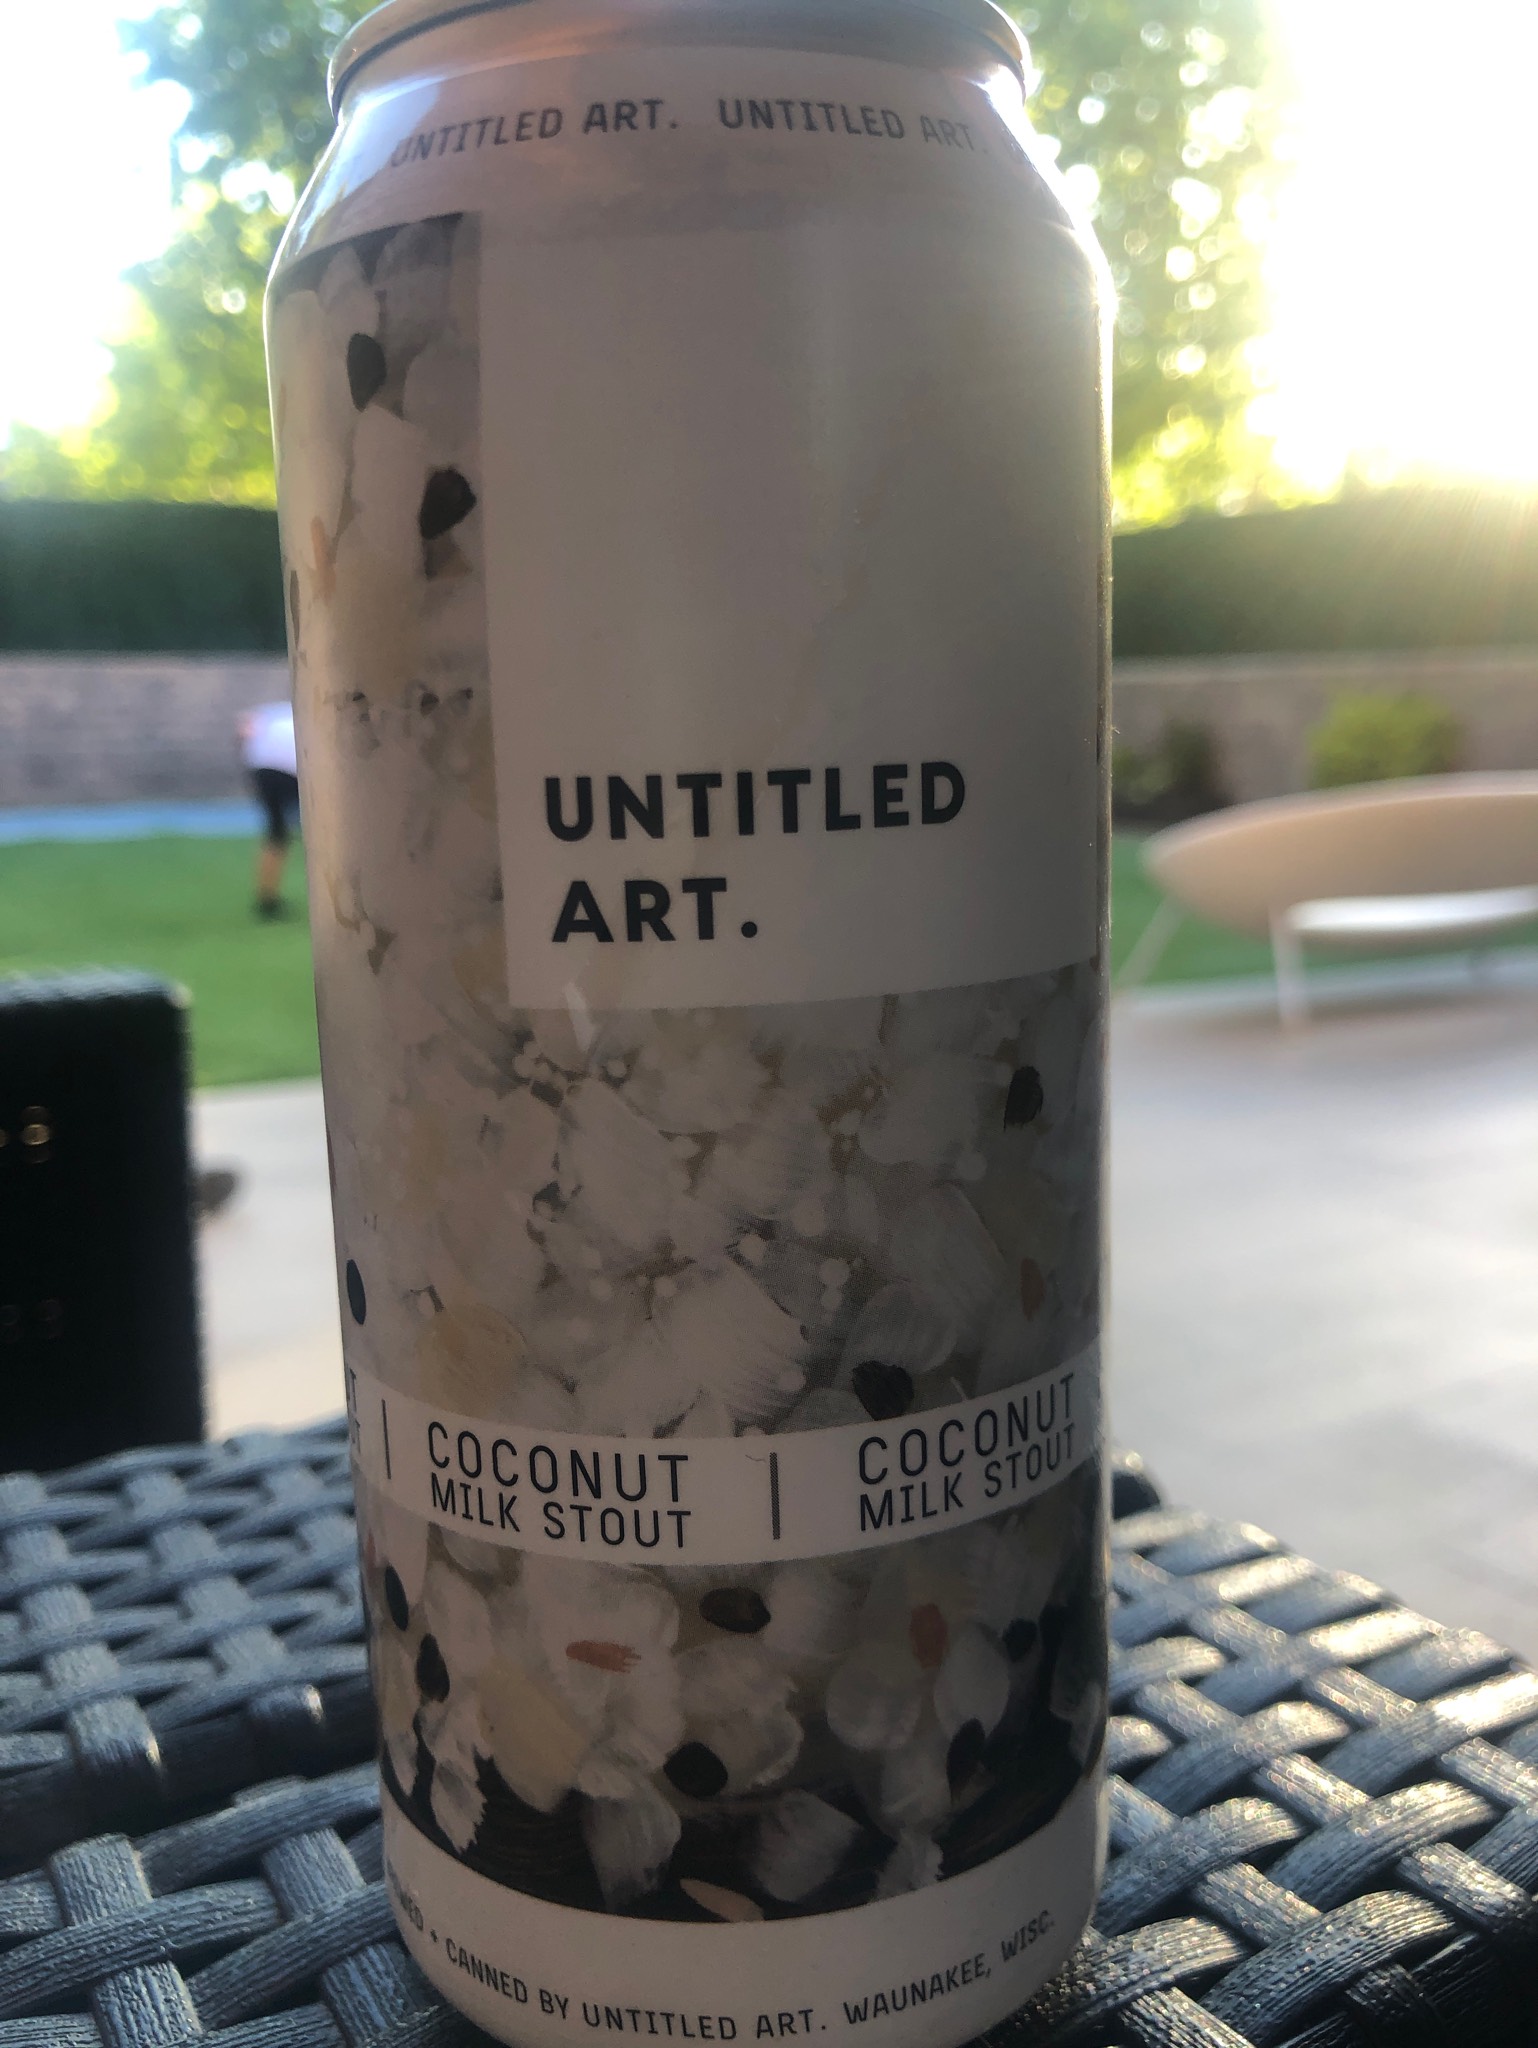 UNTITLED ART. UNTITLED ART.
UNTITLED
ART.
| COCONUT | COCONUT
MILK STOUT MILK STOUT
• CANNED BY UNTITLED ART. WAUNAKEE, WISC.